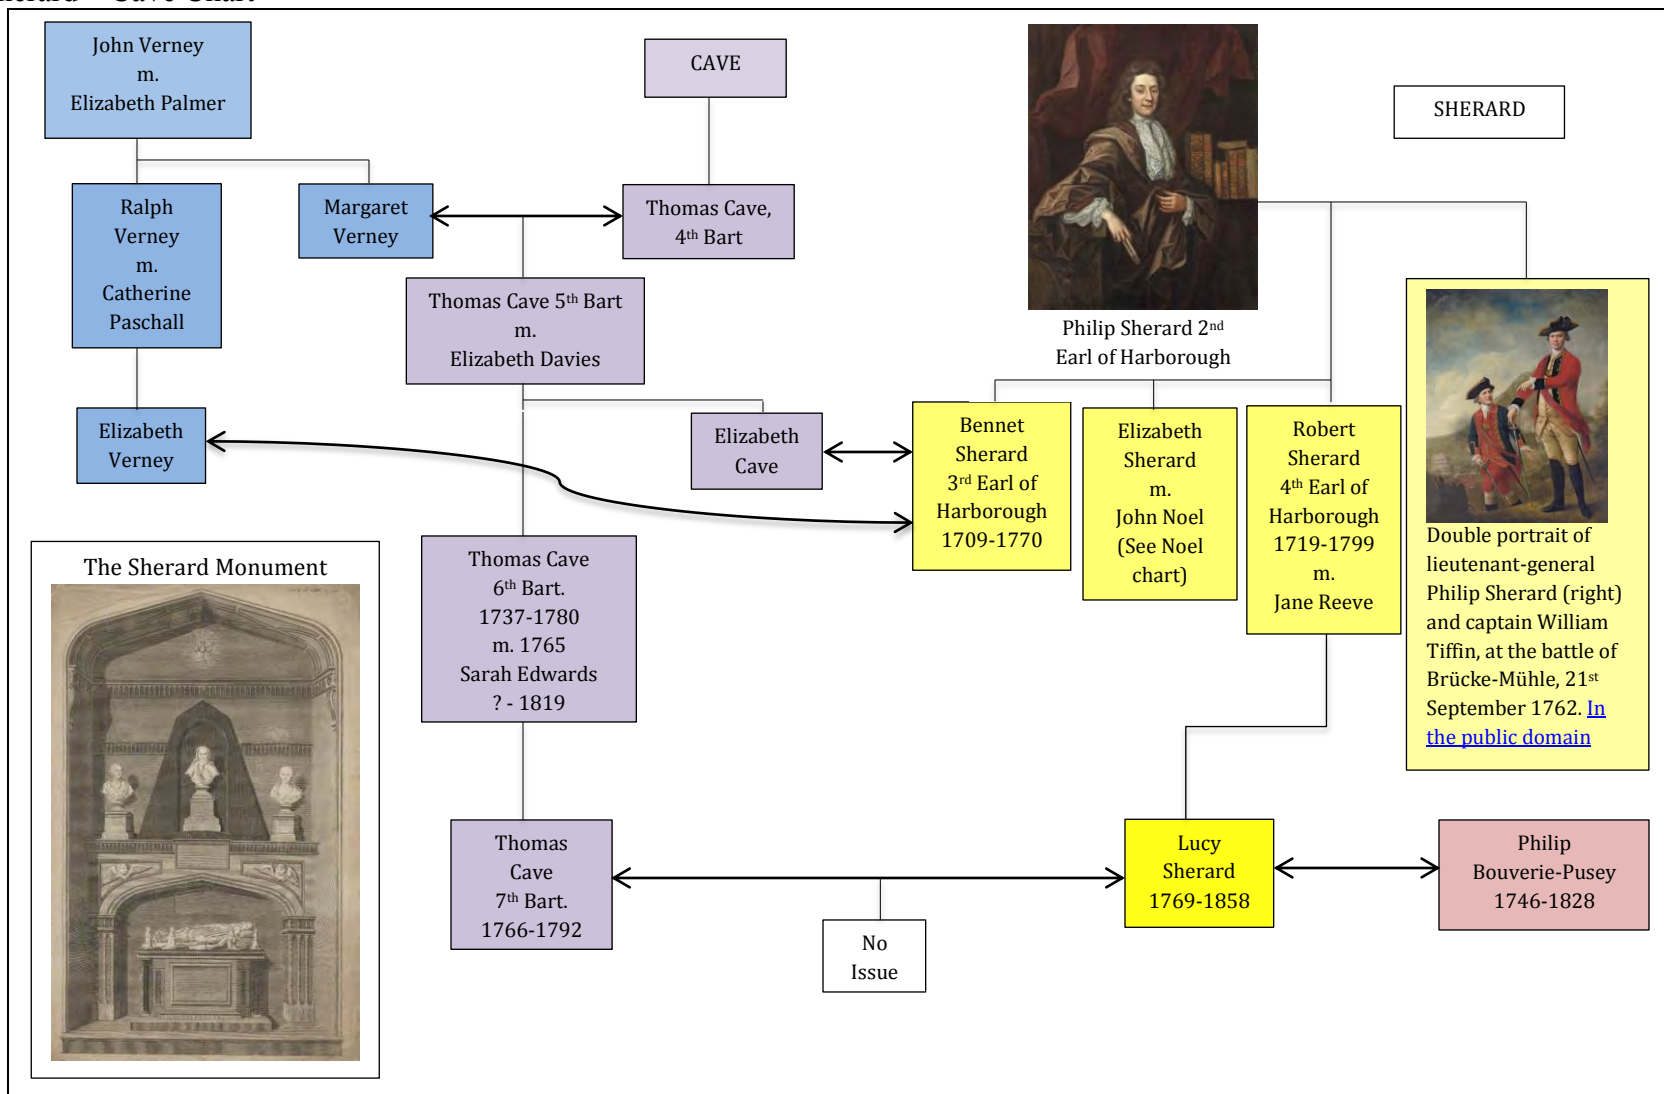 Cave Chart
John Verney
m.
Elizabeth Palmer
CAVE
SHERARD
Ralph
Verney
m.
Catherine
Paschall
Margaret
Verney
Thomas Cave,
4th Bart
Thomas Cave 5th Bart
m.
Elizabeth Davies
Philip Sherard 2nd
Earl of Harborough
Elizabeth
Verney
Elizabeth
Cave
Bennet
Sherard
3rd Earl of
Harborough
1709-1770
Elizabeth
Sherard
m.
John Noel
(See Noel
chart)
Robert
Sherard
4th Earl of
Harborough
1719-1799
m.
Jane Reeve
Double portrait of
lieutenant-general
Philip Sherard (right)
and captain William
Tiffin, at the battle of
Brücke-Mühle, 21st
September 1762. In
the public domain
The Sherard Monument
Thomas Cave
6th Bart.
1737-1780
m. 1765
Sarah Edwards
? - 1819
Thomas
Cave
7th Bart.
1766-1792
No
Issue
Lucy
Sherard
1769-1858
Philip
Bouverie-Pusey
1746-1828